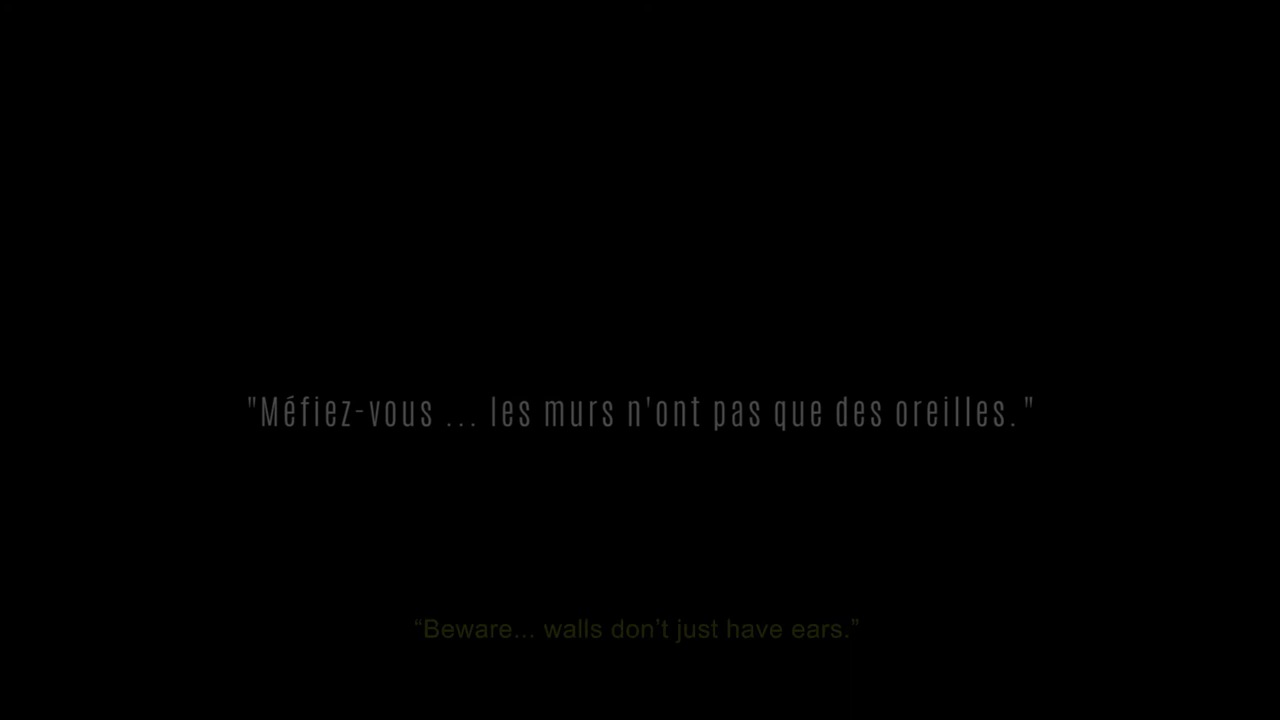 "Méfiez-vous ... les murs n'ont pas que des oreilles."
“Beware... walls don’t just have ears.”